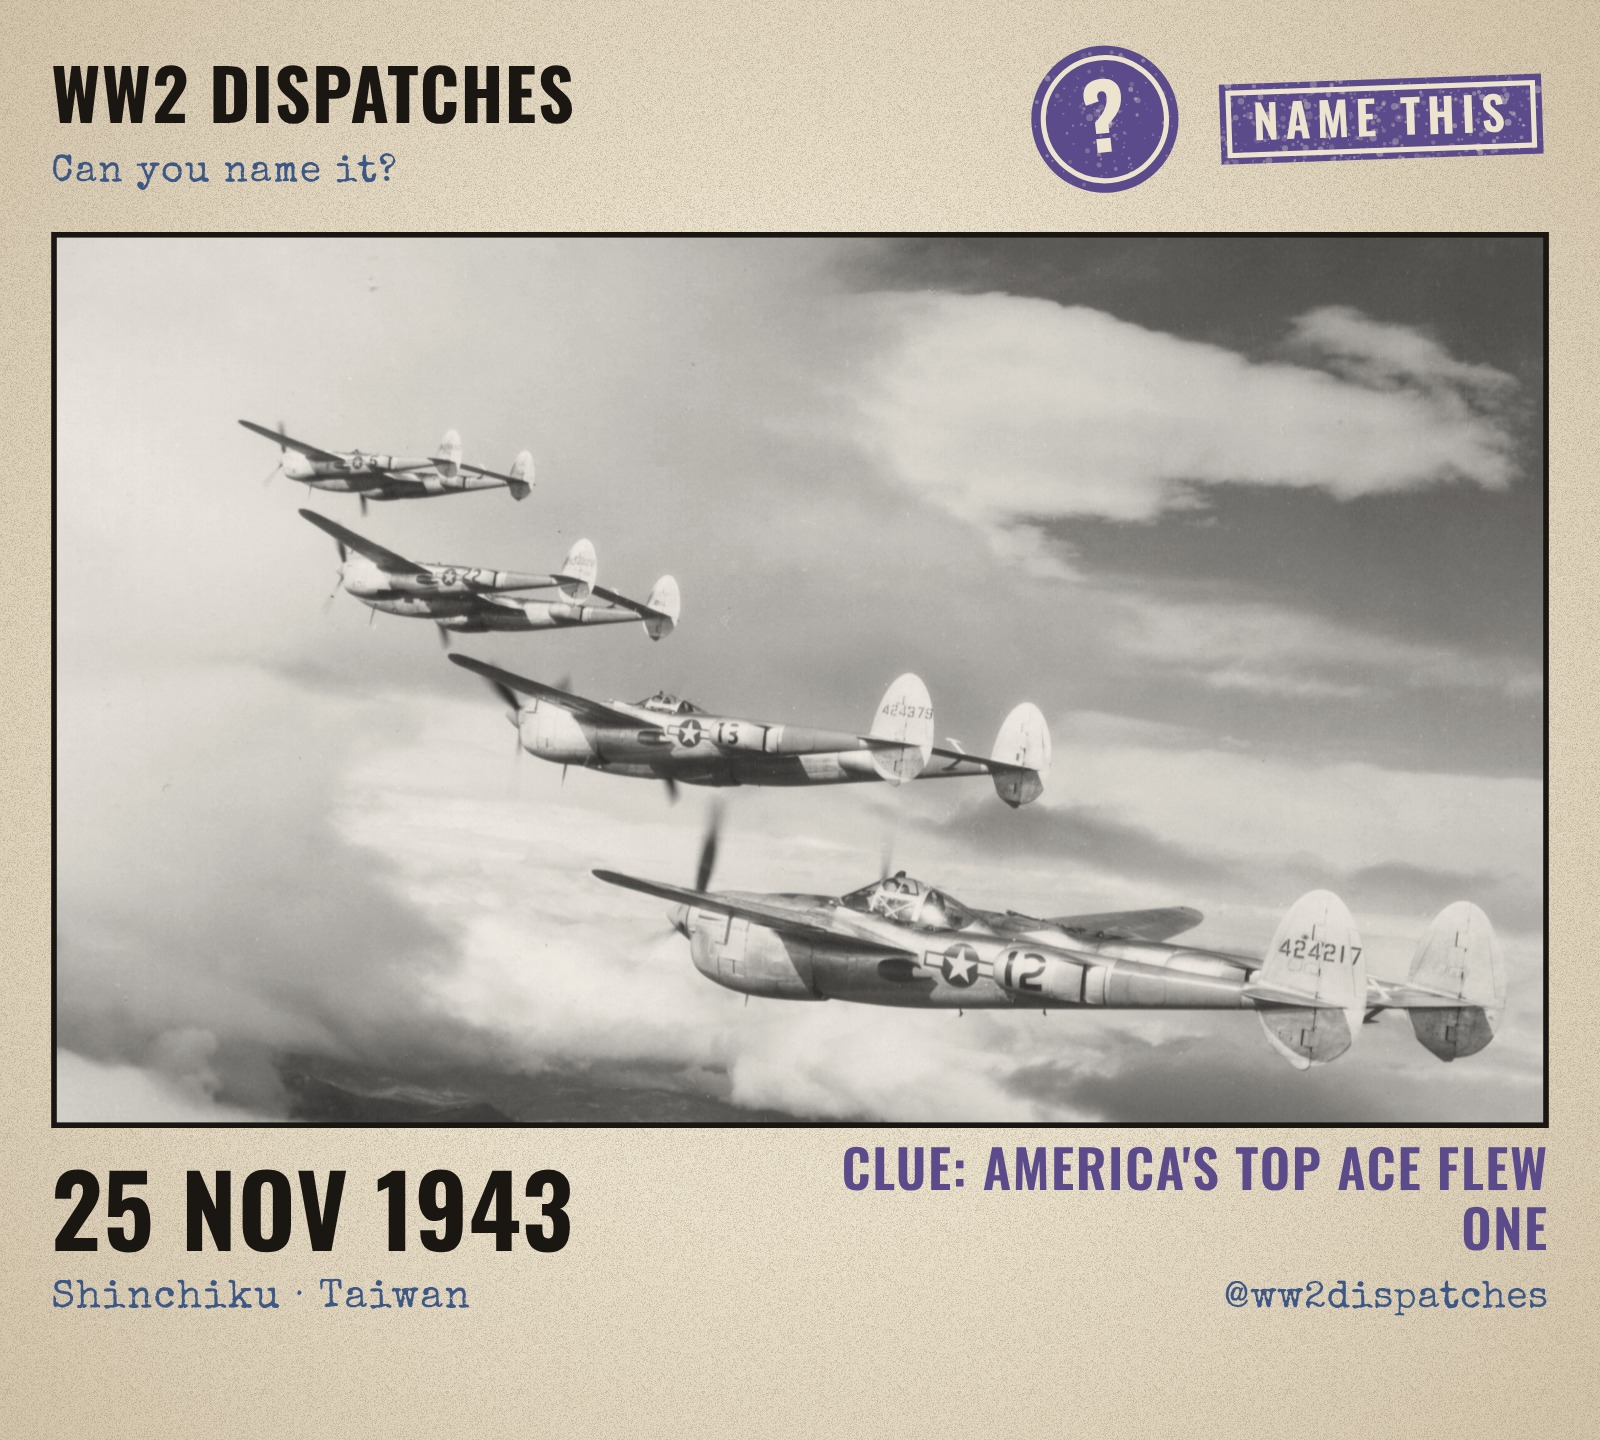 WW2 DISPATCHES
Can you name it?
?
NAME THIS
22
424379
13
424217
12
25 NOV 1943
Shinchiku · Taiwan
CLUE: AMERICA'S TOP ACE FLEW
ONE
@ww2dispatches